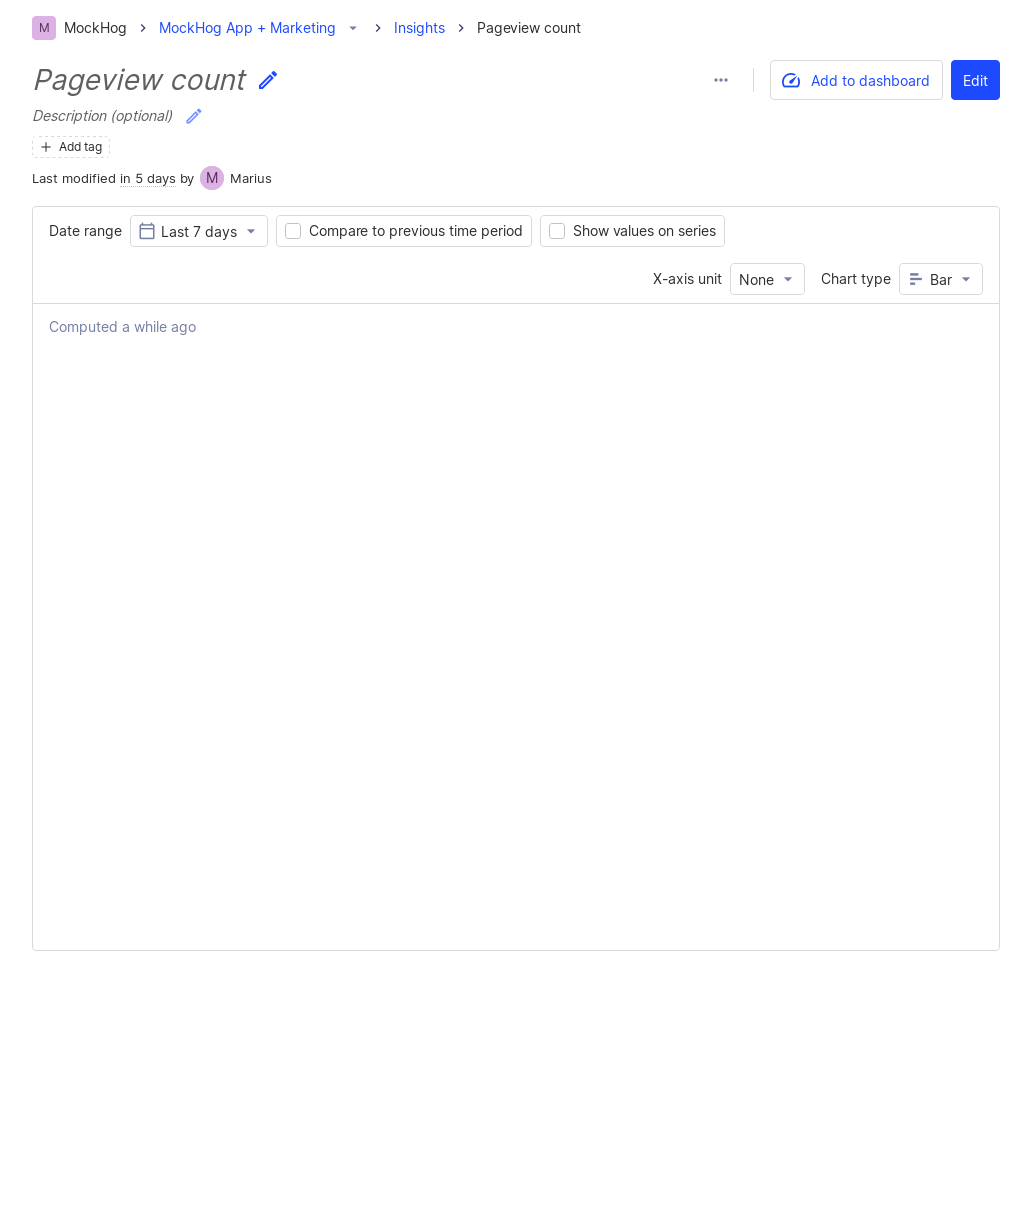 M MockHog MockHog App + Marketing Insights Pageview count
Pageview count
Add to dashboard Edit
Description (optional)
Add tag
Last modified in 5 days by M Marius
Date range Last 7 days Compare to previous time period Show values on series
X-axis unit None Chart type Bar
Computed a while ago